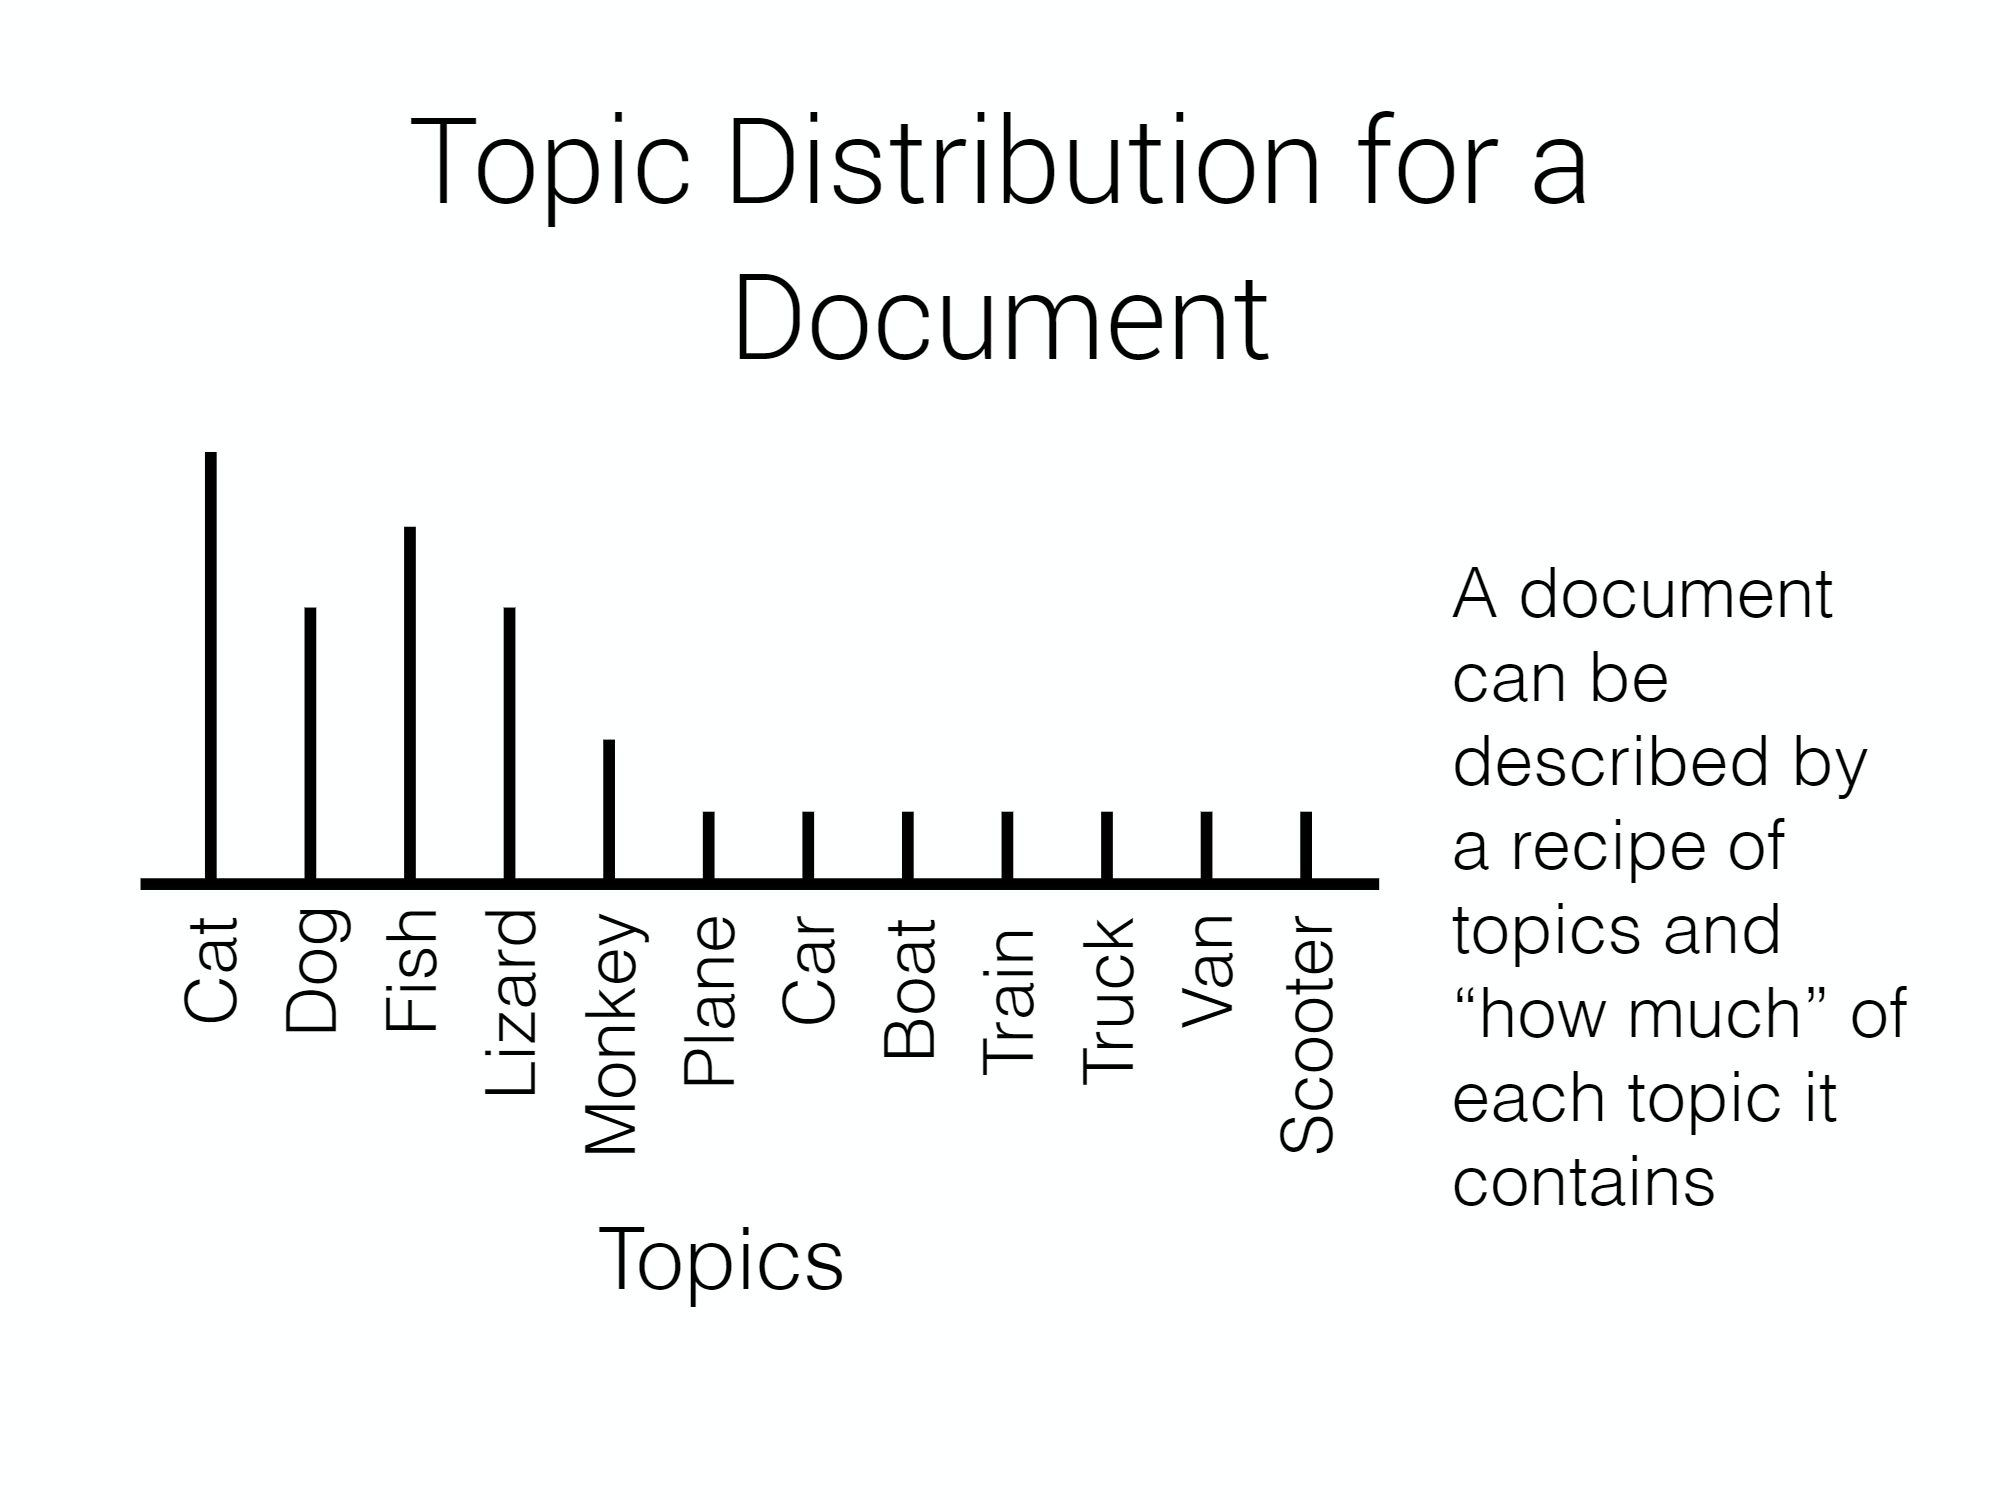 Topic Distribution for a
Document
Cat
Dog
Fish
Lizard
Monkey
Plane
Car
Boat
Train
Truck
Van
Scooter
Topics
A document
can be
described by
a recipe of
topics and
“how much” of
each topic it
contains